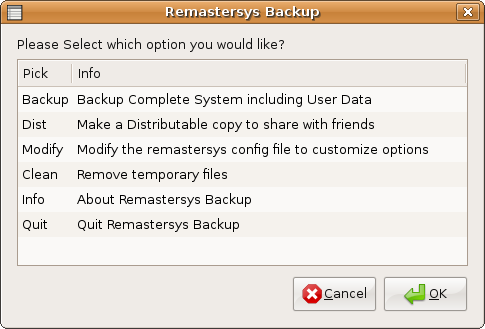 Remastersys Backup
Please Select which option you would like?
Pick Info
Backup Backup Complete System including User Data
Dist Make a Distributable copy to share with friends
Modify Modify the remastersys config file to customize options
Clean Remove temporary files
Info About Remastersys Backup
Quit Quit Remastersys Backup
Cancel OK